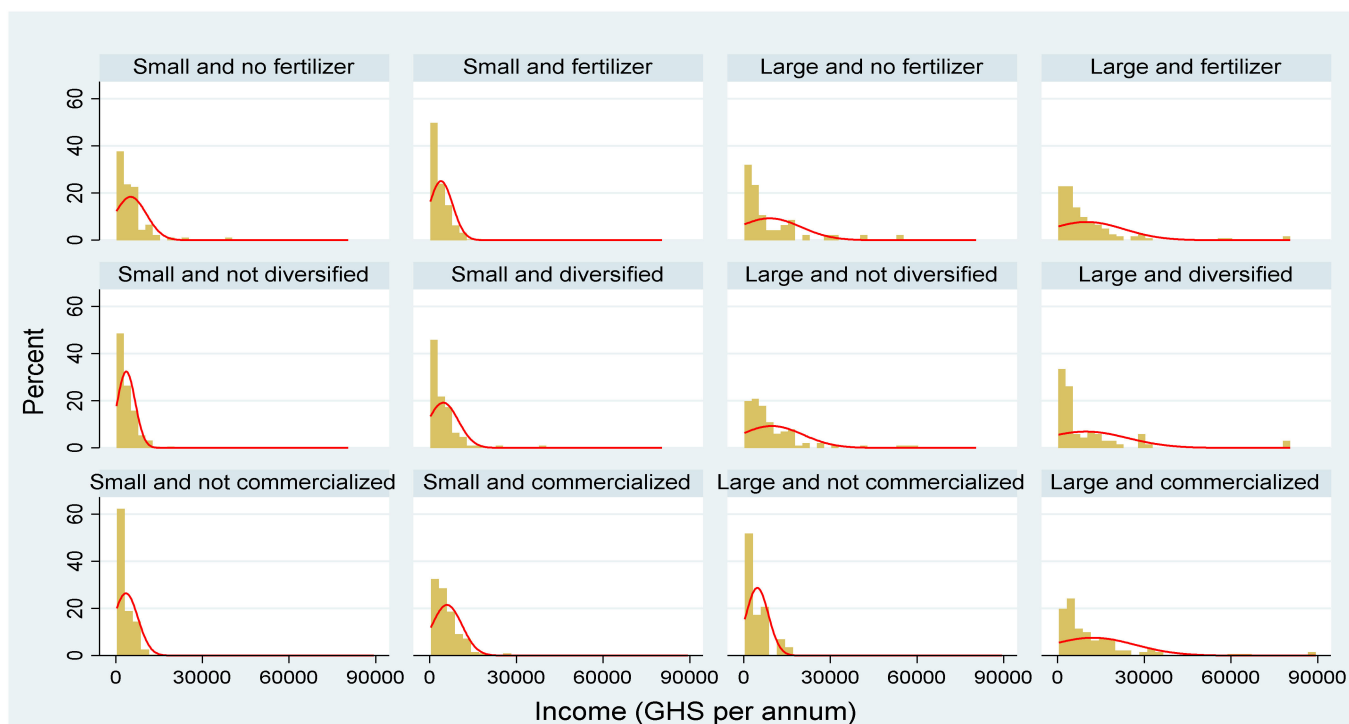 Small and no fertilizer
Small and fertilizer
Large and no fertilizer
Large and fertilizer
60
40
20
0
Small and not diversified
Small and diversified
Large and not diversified
Large and diversified
60
40
20
0
Percent
Small and not commercialized
Small and commercialized
Large and not commercialized
Large and commercialized
60
40
20
0
0 30000 60000 90000
0 30000 60000 90000
0 30000 60000 90000
0 30000 60000 90000
Income (GHS per annum)